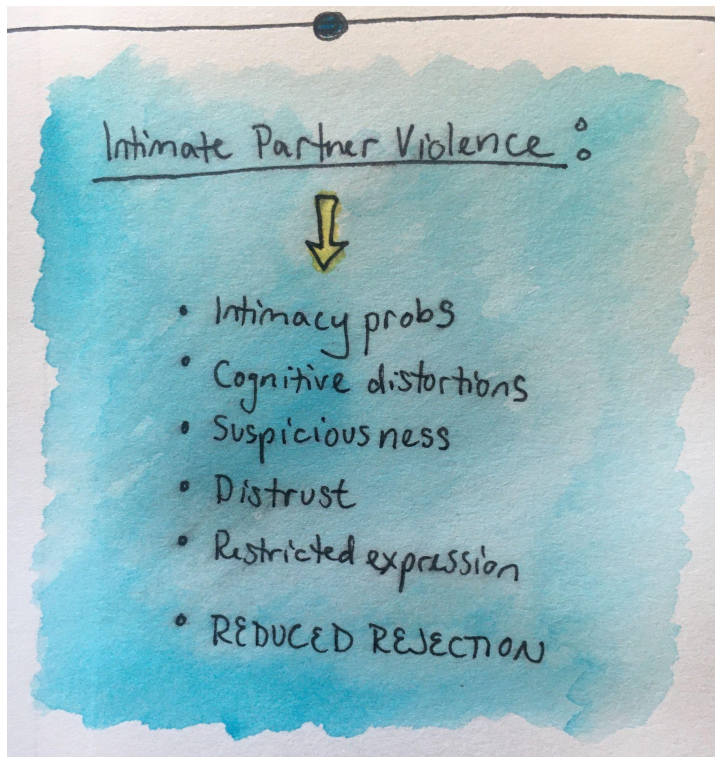 Intimate Partner Violence:
• Intimacy probs
• Cognitive distortions
• Suspiciousness
• Distrust
• Restricted expression
• REDUCED REJECTION